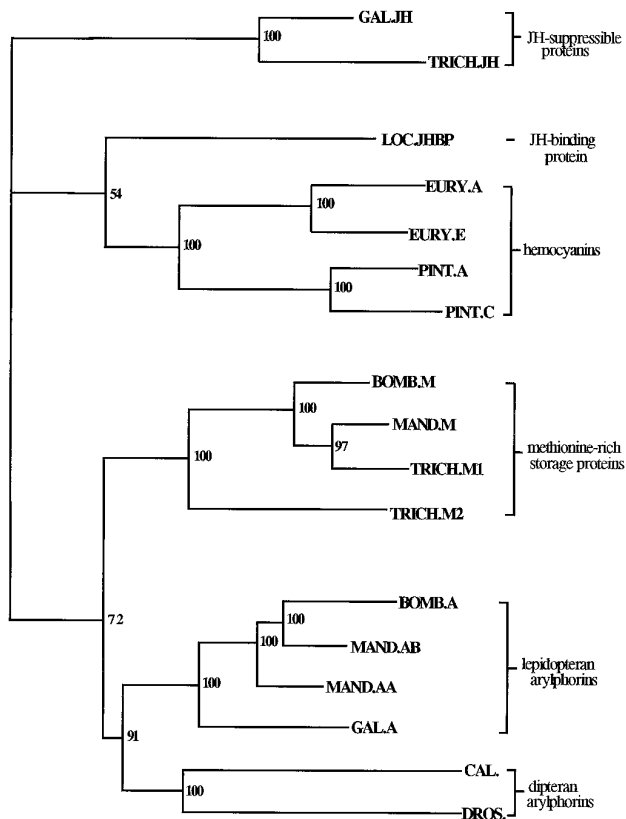 GAL.JH
100
TRICH.JH
JH-suppressible
proteins
LOC.JHBP
JH-binding
protein
54
EURY.A
100
EURY.E
100
PINT.A
100
PINT.C
hemocyanins
BOMB.M
100
MAND.M
97
TRICH.M1
100
TRICH.M2
methionine-rich
storage proteins
72
BOMB.A
100
MAND.AB
100
MAND.AA
100
GAL.A
lepidopteran
arylphorins
91
CAL.
100
DROS.
dipteran
arylphorins